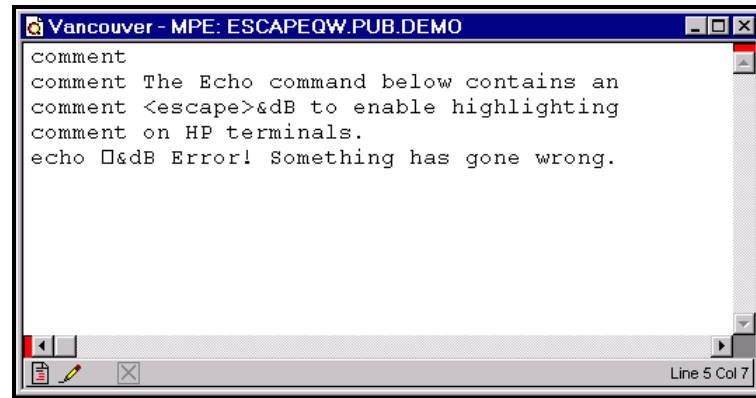 Vancouver - MPE: ESCAPEQW.PUB.DEMO
comment
comment The Echo command below contains an
comment <escape>&dB to enable highlighting
comment on HP terminals.
echo □&dB Error! Something has gone wrong.
Line 5 Col 7